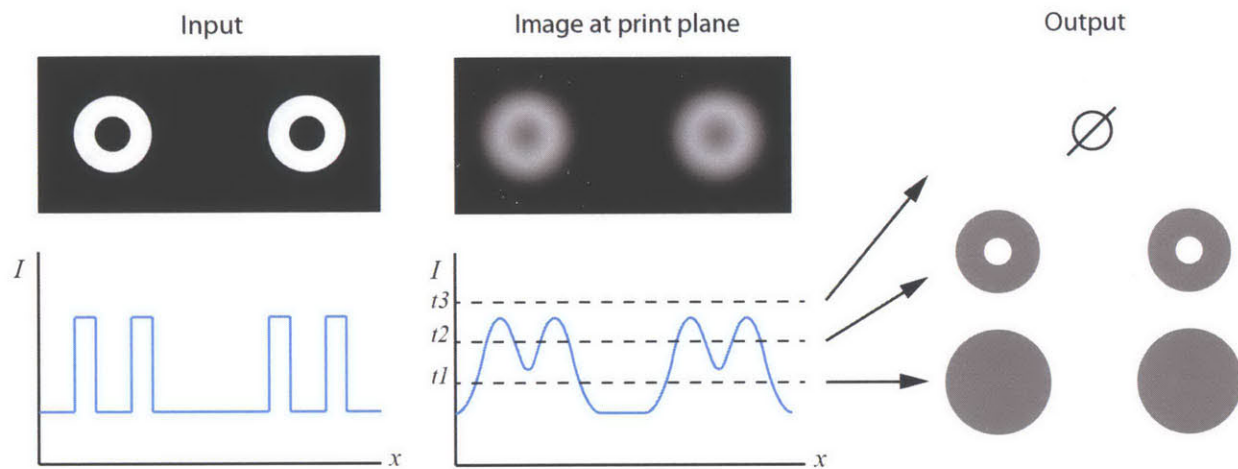 Input
Image at print plane
Output
I
x
I
t3
t2
t1
x